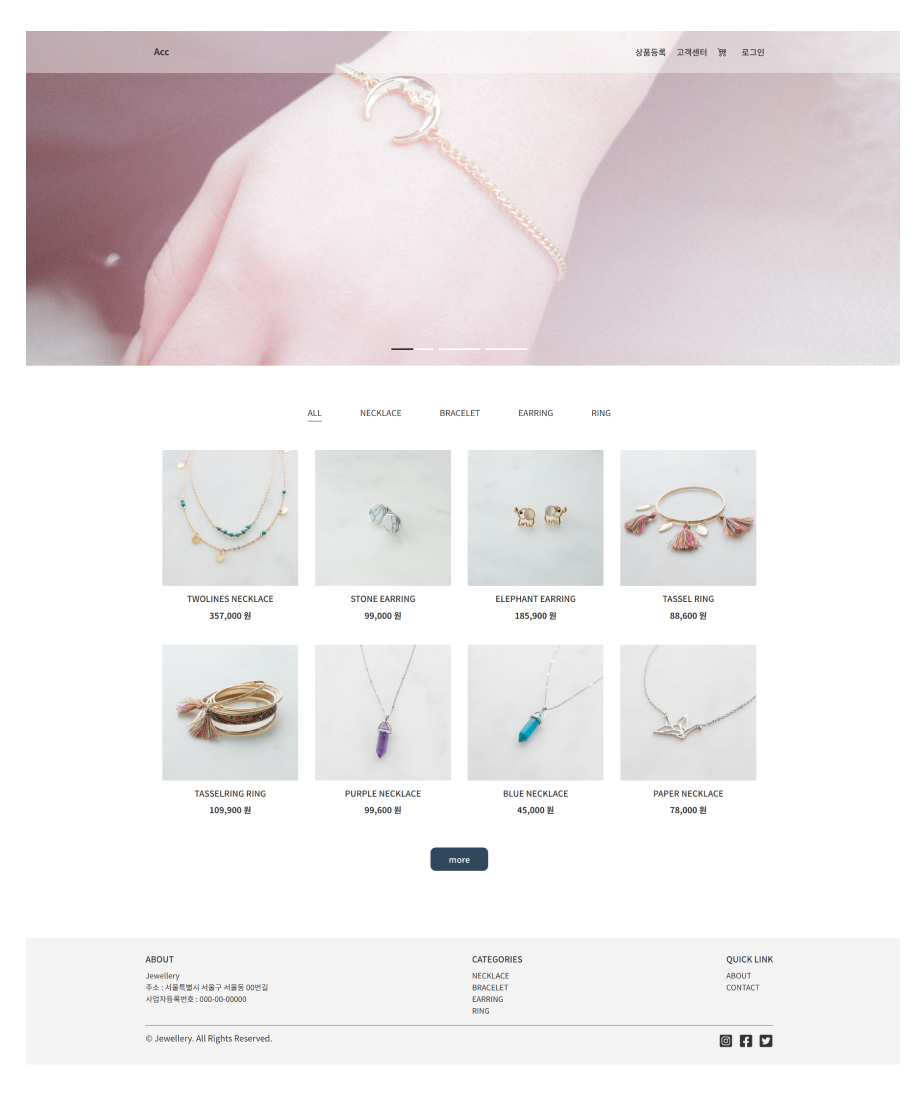 Acc
상품등록 고객센터 로그인
ALL NECKLACE BRACELET EARRING RING
TWOLINES NECKLACE
357,000 원
STONE EARRING
99,000 원
ELEPHANT EARRING
185,900 원
TASSEL RING
88,600 원
TASSELRING RING
109,900 원
PURPLE NECKLACE
99,600 원
BLUE NECKLACE
45,000 원
PAPER NECKLACE
78,000 원
more
ABOUT
Jewellery
주소 : 서울특별시 서울구 서울동 00번길
사업자등록번호 : 000-00-00000
CATEGORIES
NECKLACE
BRACELET
EARRING
RING
QUICK LINK
ABOUT
CONTACT
© Jewellery. All Rights Reserved.